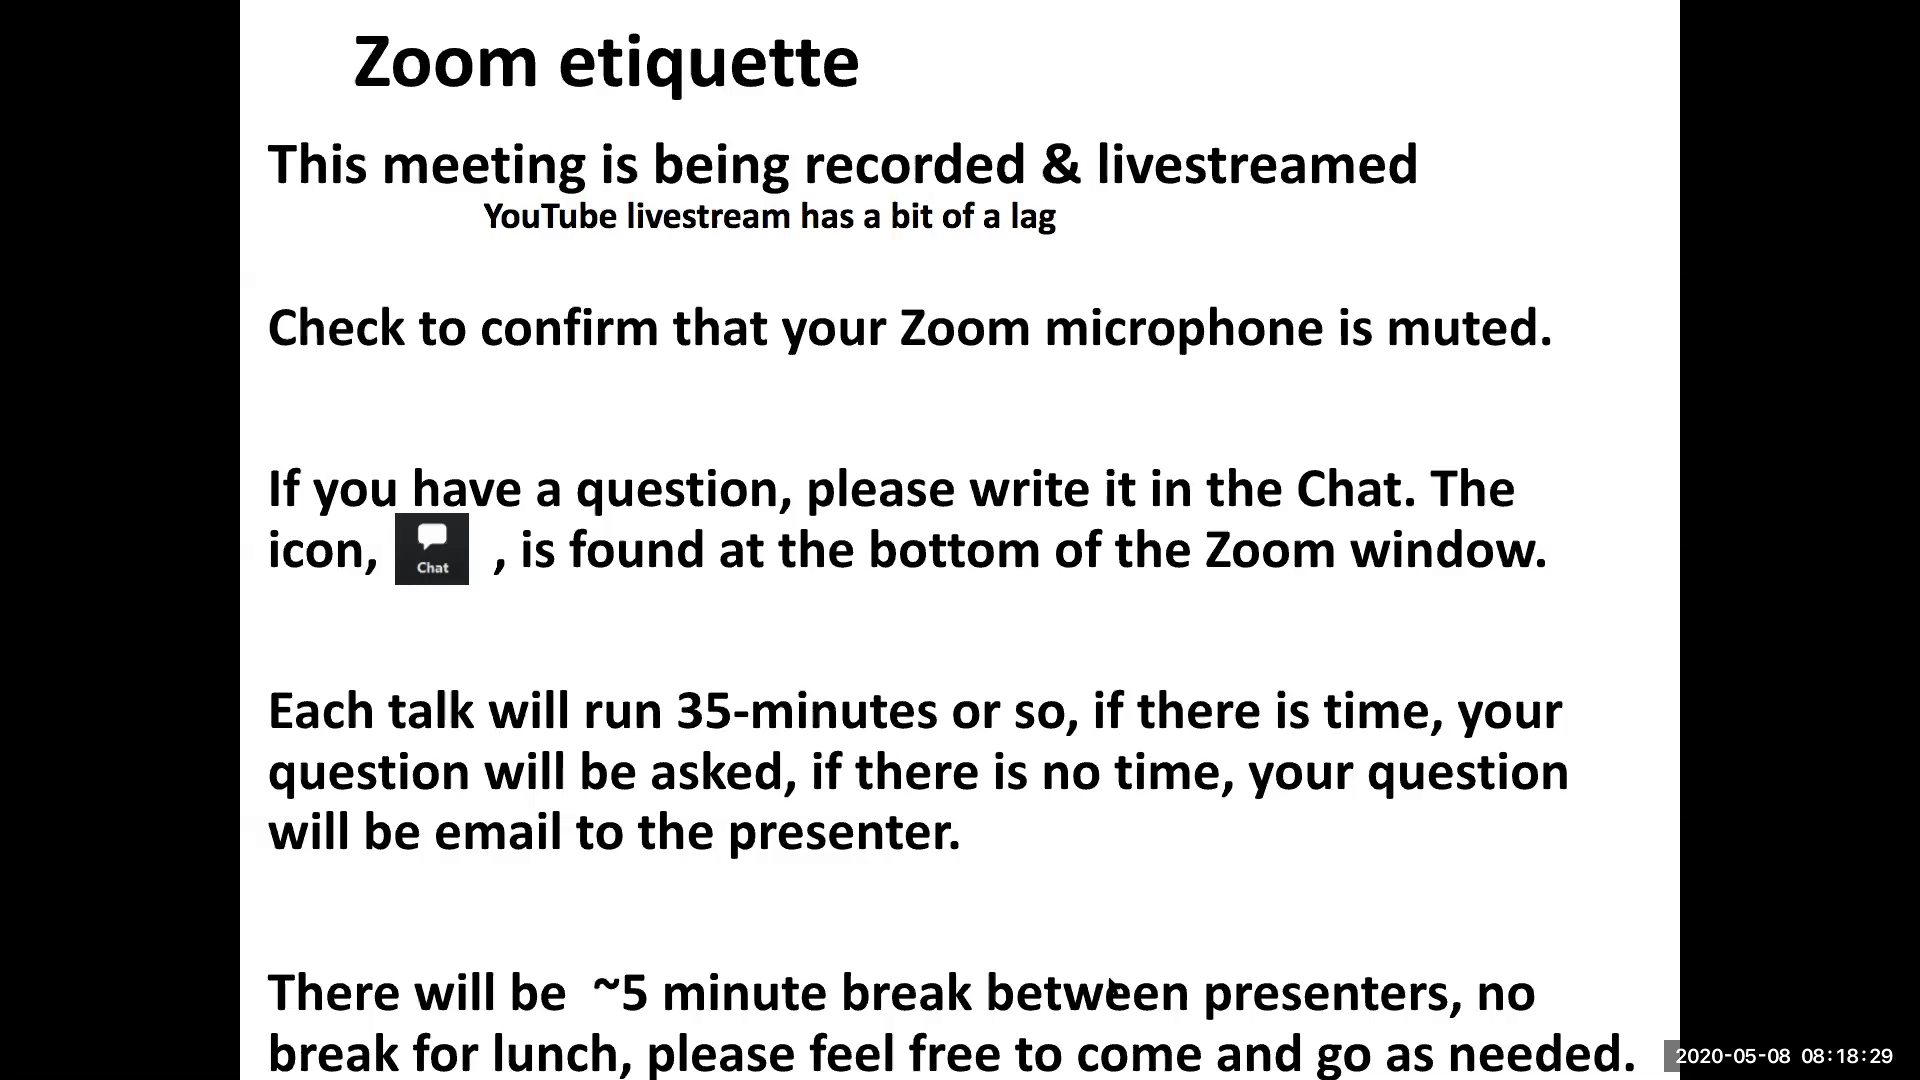 Zoom etiquette
This meeting is being recorded & livestreamed
YouTube livestream has a bit of a lag
Check to confirm that your Zoom microphone is muted.
If you have a question, please write it in the Chat. The
icon, Chat , is found at the bottom of the Zoom window.
Each talk will run 35-minutes or so, if there is time, your
question will be asked, if there is no time, your question
will be email to the presenter.
There will be ~5 minute break between presenters, no
break for lunch, please feel free to come and go as needed.
2020-05-08 08:18:29